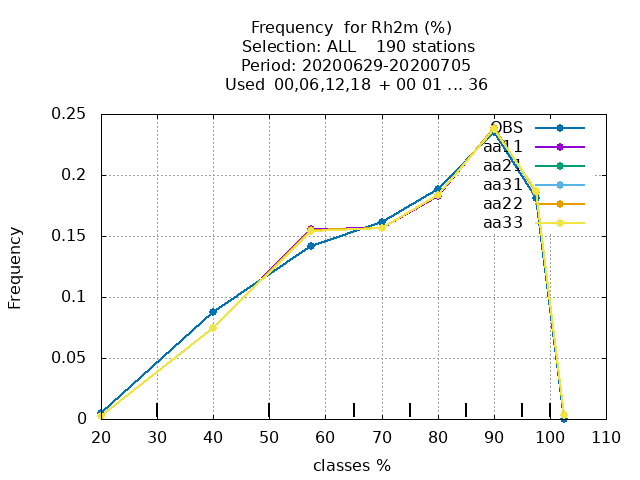 Frequency for Rh2m (%)
Selection: ALL 190 stations
Period: 20200629-20200705
Used 00,06,12,18 + 00 01 ... 36
0.25
0.2
0.15
0.1
0.05
0
Frequency
OBS
aa11
aa21
aa31
aa22
aa33
20 30 40 50 60 70 80 90 100 110
classes %